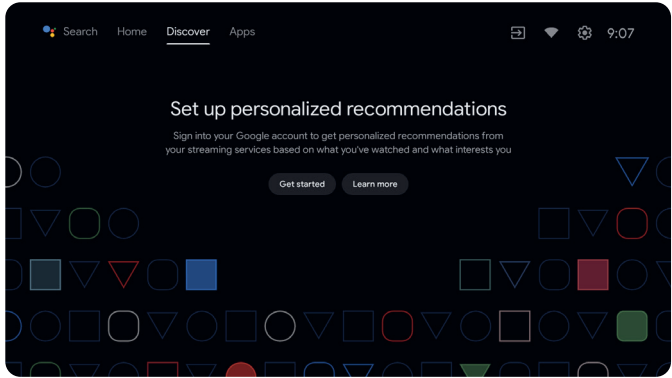 Search Home Discover Apps 9:07
Set up personalized recommendations
Sign into your Google account to get personalized recommendations from
your streaming services based on what you've watched and what interests you
Get started Learn more